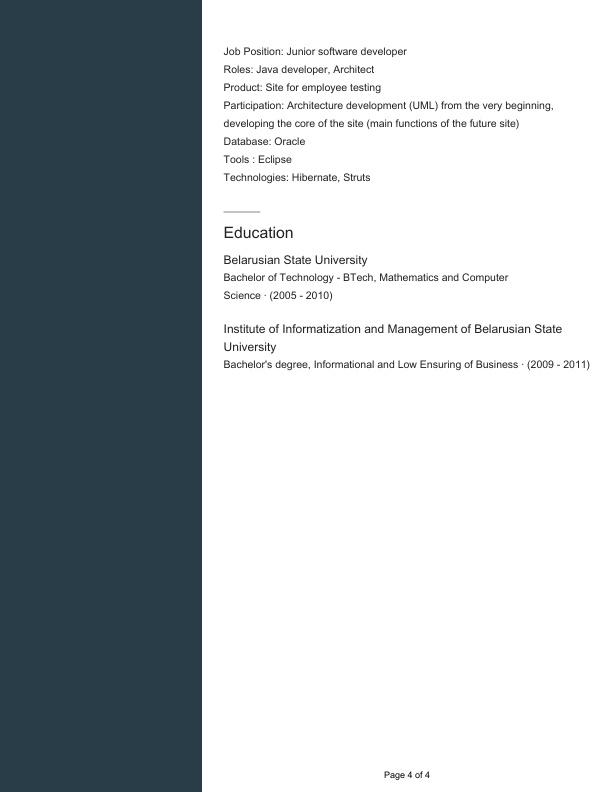 Job Position: Junior software developer
Roles: Java developer, Architect
Product: Site for employee testing
Participation: Architecture development (UML) from the very beginning,
developing the core of the site (main functions of the future site)
Database: Oracle
Tools : Eclipse
Technologies: Hibernate, Struts
Education
Belarusian State University
Bachelor of Technology - BTech, Mathematics and Computer
Science · (2005 - 2010)
Institute of Informatization and Management of Belarusian State
University
Bachelor's degree, Informational and Low Ensuring of Business · (2009 - 2011)
Page 4 of 4